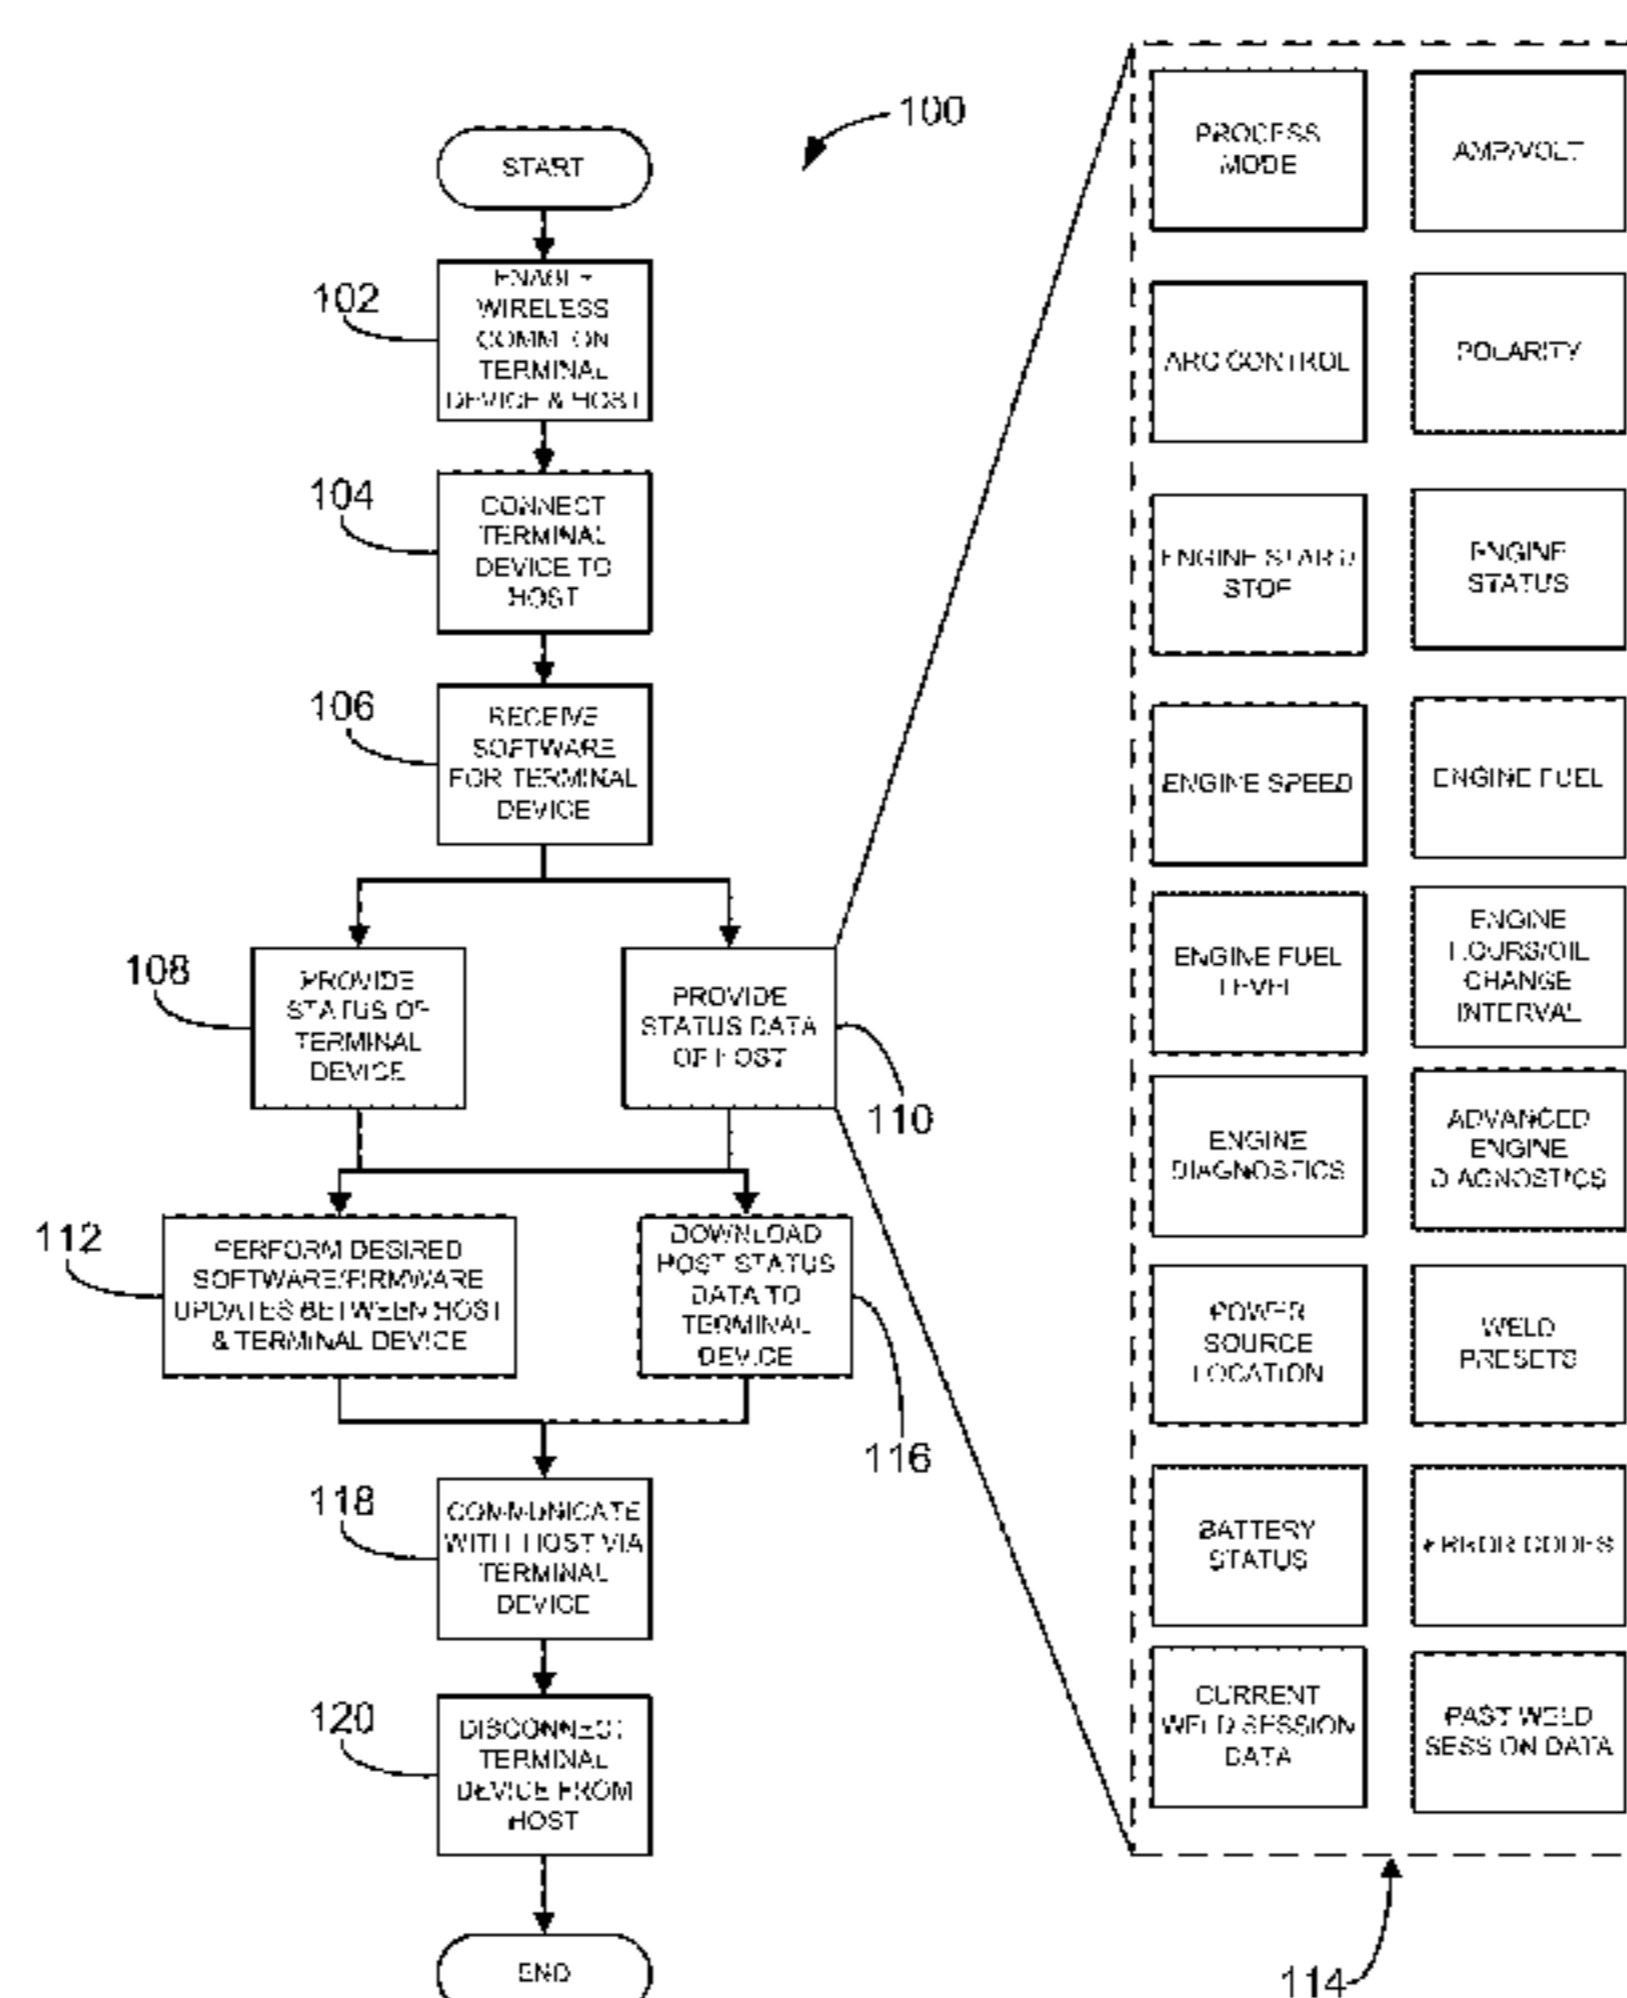 100
START
102
ENABLE
WIRELESS
COMM. ON
TERMINAL
DEVICE & HOST
104
CONNECT
TERMINAL
DEVICE TO
HOST
106
RECEIVE
SOFTWARE
FOR TERMINAL
DEVICE
108
PROVIDE
STATUS OF
TERMINAL
DEVICE
PROVIDE
STATUS DATA
OF HOST
110
112
PERFORM DESIRED
SOFTWARE/FIRMWARE
UPDATES BETWEEN HOST
& TERMINAL DEVICE
DOWNLOAD
HOST STATUS
DATA TO
TERMINAL
DEVICE
116
118
COMMUNICATE
WITH HOST VIA
TERMINAL
DEVICE
120
DISCONNECT
TERMINAL
DEVICE FROM
HOST
END
PROCESS
MODE
AMP/VOLT
ARC CONTROL
POLARITY
ENGINE START/
STOP
ENGINE
STATUS
ENGINE SPEED
ENGINE FUEL
ENGINE FUEL
LEVEL
ENGINE
HOURS/OIL
CHANGE
INTERVAL
ENGINE
DIAGNOSTICS
ADVANCED
ENGINE
DIAGNOSTICS
POWER
SOURCE
LOCATION
WELD
PRESETS
BATTERY
STATUS
ERROR CODES
CURRENT
WELD SESSION
DATA
PAST WELD
SESSION DATA
114